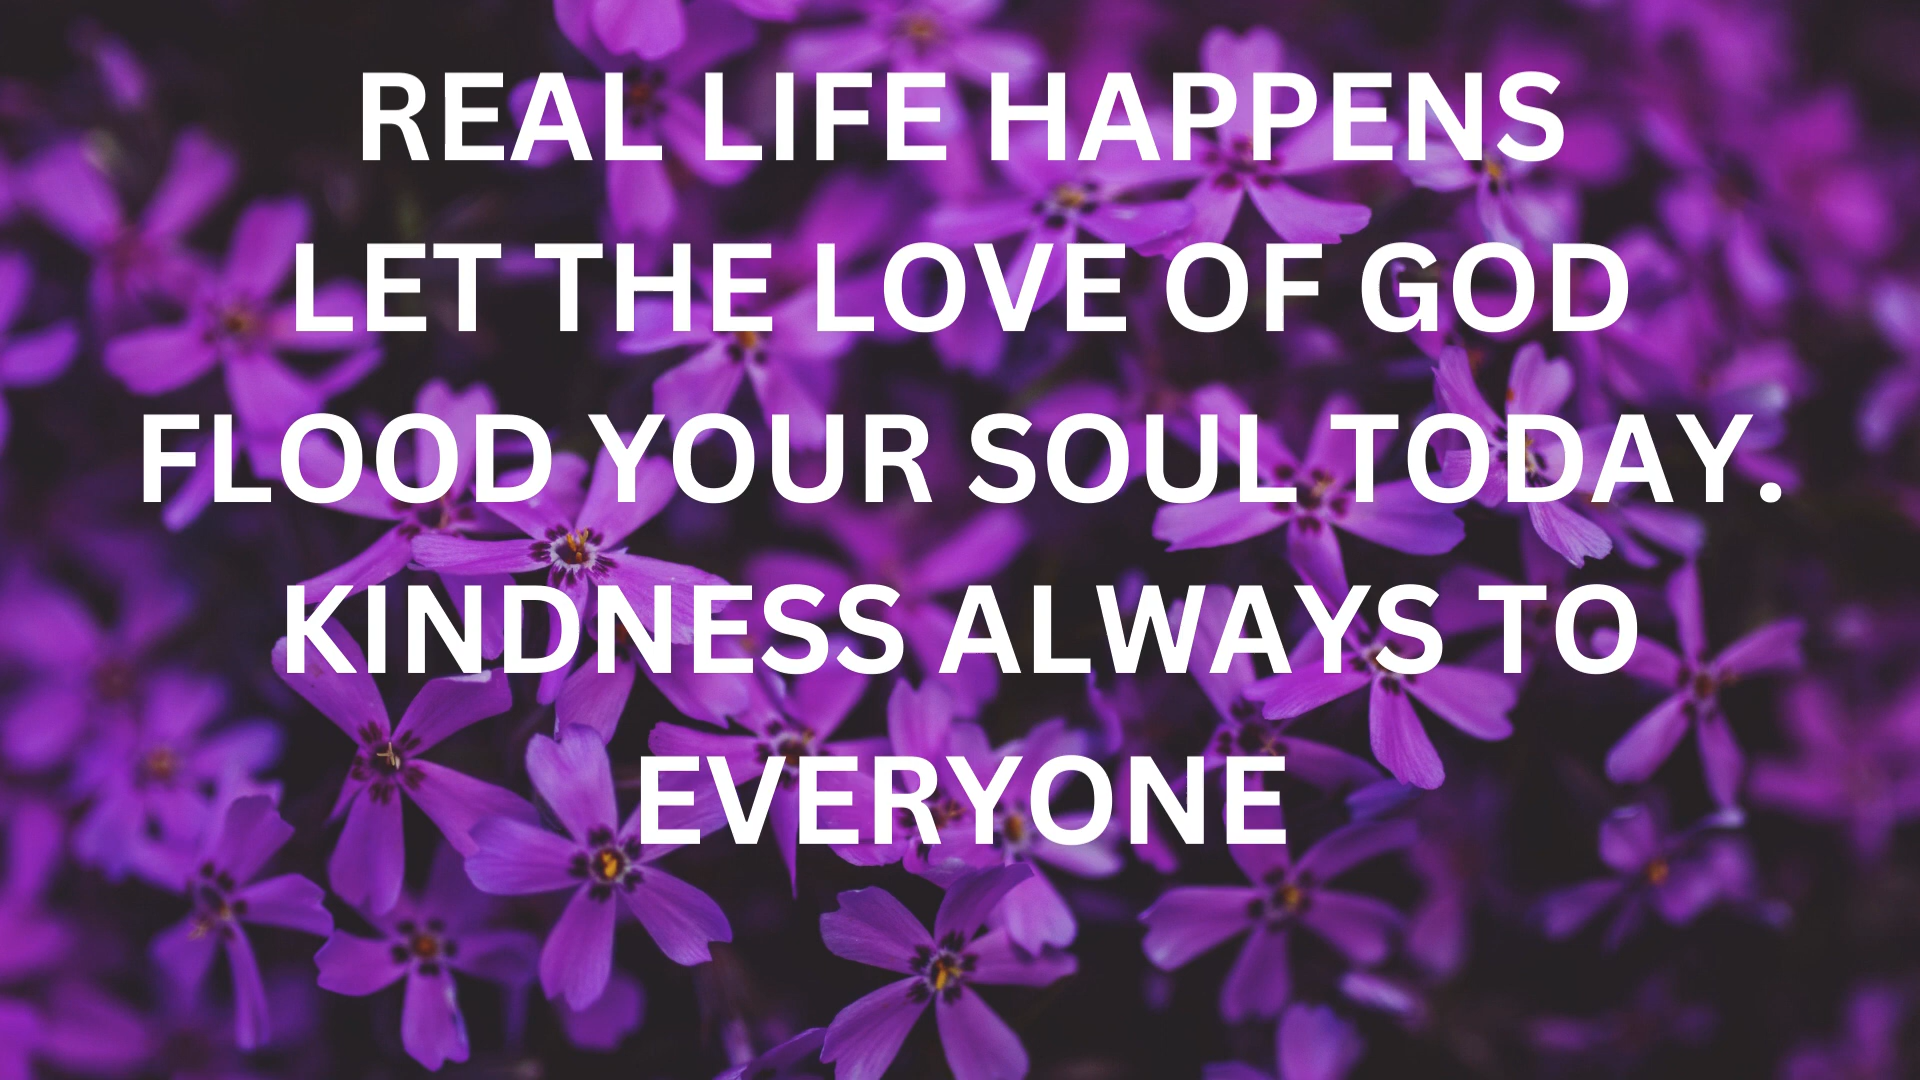 REAL LIFE HAPPENS
LET THE LOVE OF GOD
FLOOD YOUR SOUL TODAY.
KINDNESS ALWAYS TO
EVERYONE